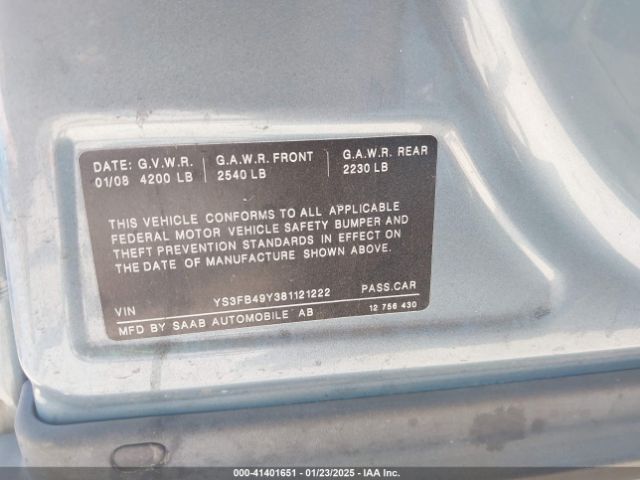 DATE: G.V.W.R. G.A.W.R. FRONT G.A.W.R. REAR
01/08 4200 LB 2540 LB 2230 LB
THIS VEHICLE CONFORMS TO ALL APPLICABLE
FEDERAL MOTOR VEHICLE SAFETY BUMPER AND
THEFT PREVENTION STANDARDS IN EFFECT ON
THE DATE OF MANUFACTURE SHOWN ABOVE.
VIN YS3FB49Y381121222 PASS.CAR
MFD BY SAAB AUTOMOBILE AB 12 756 430
000-41401651 - 01/23/2025 - IAA Inc.